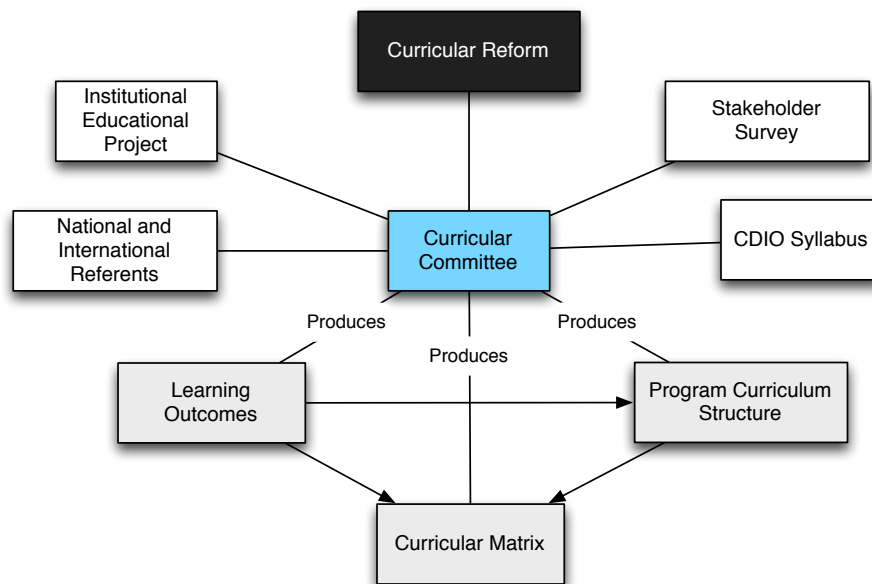 Curricular Reform
Institutional
Educational
Project
Stakeholder
Survey
National and
International
Referents
Curricular
Committee
CDIO Syllabus
Produces
Produces
Produces
Learning
Outcomes
Program Curriculum
Structure
Curricular Matrix